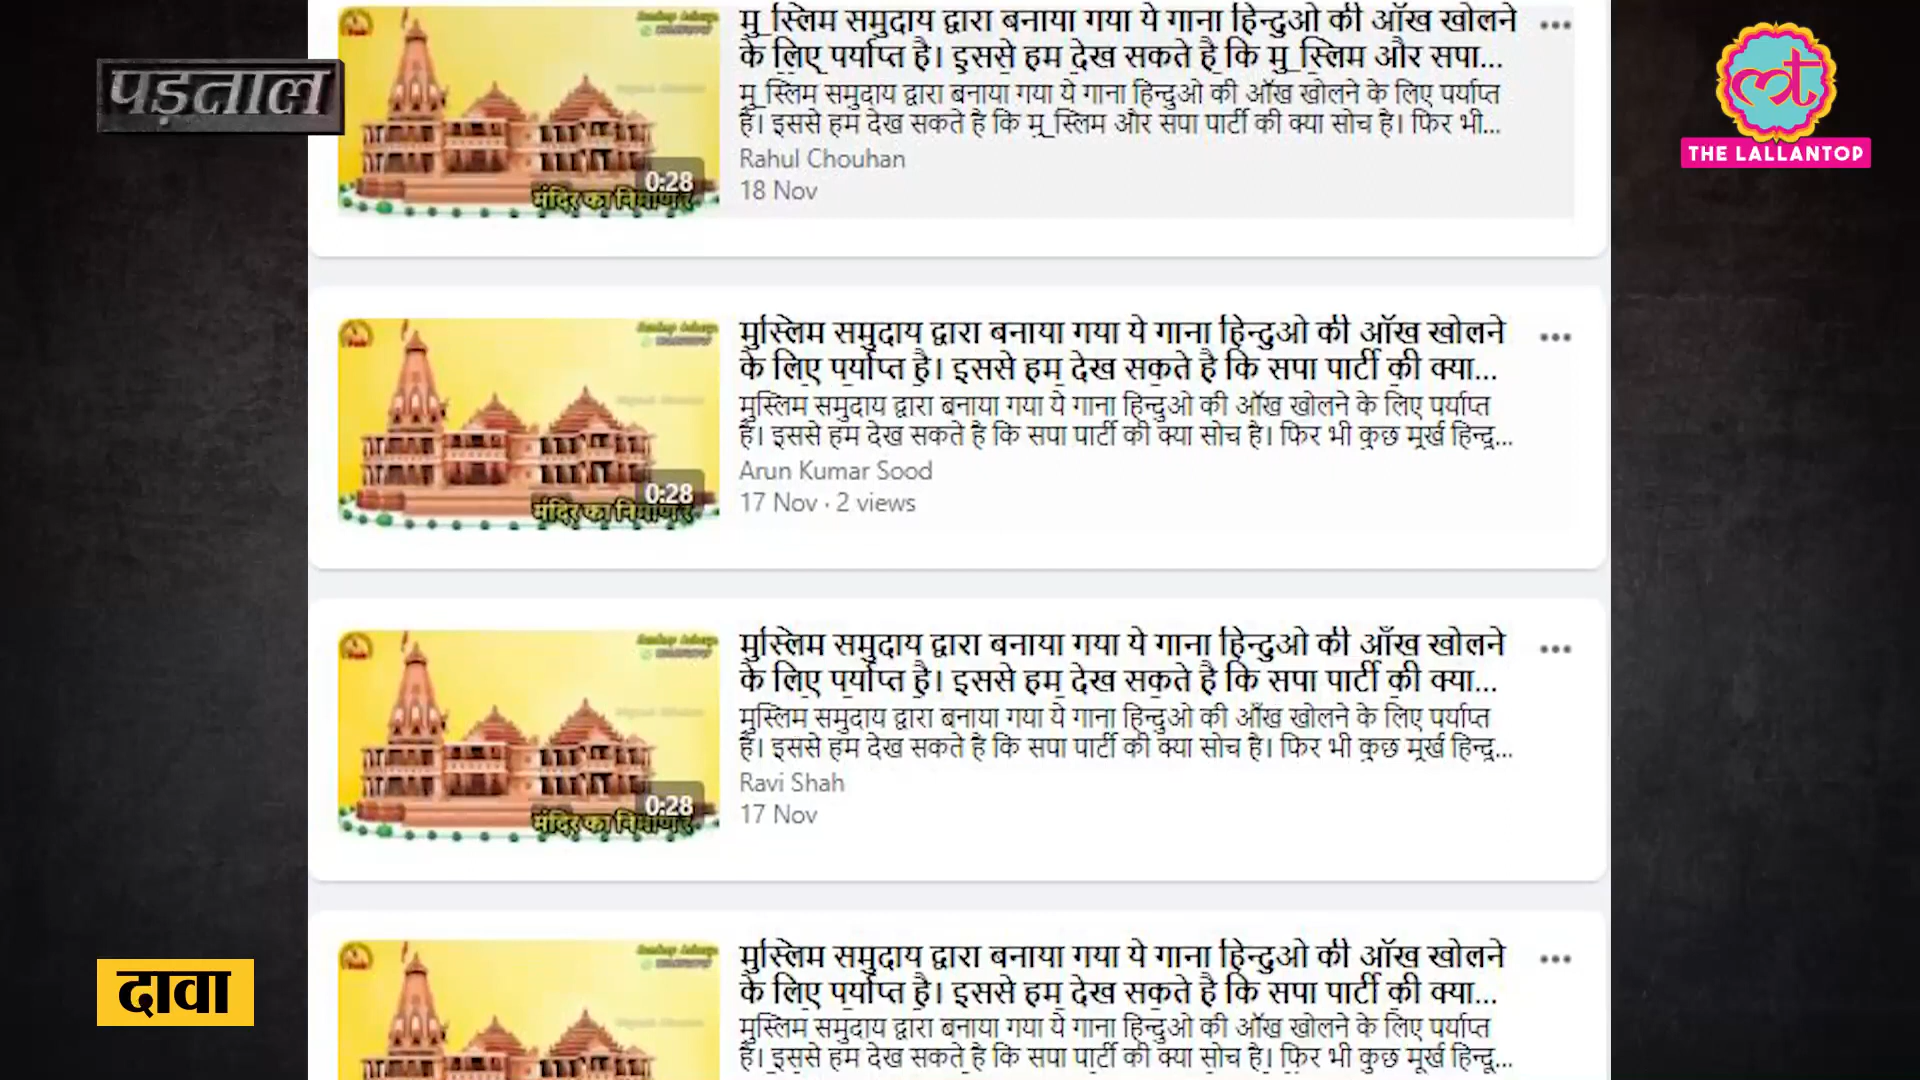 पड़ताल
THE LALLANTOP
मु_स्लिम समुदाय द्वारा बनाया गया ये गाना हिन्दुओ की ऑख खोलने
के लिए पर्याप्त है। इससे हम देख सकते है कि मु_स्लिम और सपा...
मु_स्लिम समुदाय द्वारा बनाया गया ये गाना हिन्दुओ की ऑख खोलने के लिए पर्याप्त
है। इससे हम देख सकते है कि मु_स्लिम और सपा पार्टी की क्या सोच है। फिर भी...
Rahul Chouhan
18 Nov
0:28
मंदिर का निर्माण
मुस्लिम समुदाय द्वारा बनाया गया ये गाना हिन्दुओ की ऑख खोलने
के लिए पर्याप्त है। इससे हम देख सकते है कि सपा पार्टी की क्या...
मुस्लिम समुदाय द्वारा बनाया गया ये गाना हिन्दुओ की ऑख खोलने के लिए पर्याप्त
है। इससे हम देख सकते है कि सपा पार्टी की क्या सोच है। फिर भी कुछ मूर्ख हिन्दू...
Arun Kumar Sood
17 Nov · 2 views
0:28
मंदिर का निर्माण
मुस्लिम समुदाय द्वारा बनाया गया ये गाना हिन्दुओ की आँख खोलने
के लिए पर्याप्त है। इससे हम देख सकते है कि सपा पार्टी की क्या...
मुस्लिम समुदाय द्वारा बनाया गया ये गाना हिन्दुओ की आँख खोलने के लिए पर्याप्त
है। इससे हम देख सकते है कि सपा पार्टी की क्या सोच है। फिर भी कुछ मूर्ख हिन्दू...
Ravi Shah
17 Nov
0:28
मंदिर का निर्माण
मुस्लिम समुदाय द्वारा बनाया गया ये गाना हिन्दुओ की ऑख खोलने
के लिए पर्याप्त है। इससे हम देख सकते है कि सपा पार्टी की क्या...
मुस्लिम समुदाय द्वारा बनाया गया ये गाना हिन्दुओ की ऑख खोलने के लिए पर्याप्त
है। इससे हम देख सकते है कि सपा पार्टी की क्या सोच है। फिर भी कुछ मूर्ख हिन्दू...
दावा